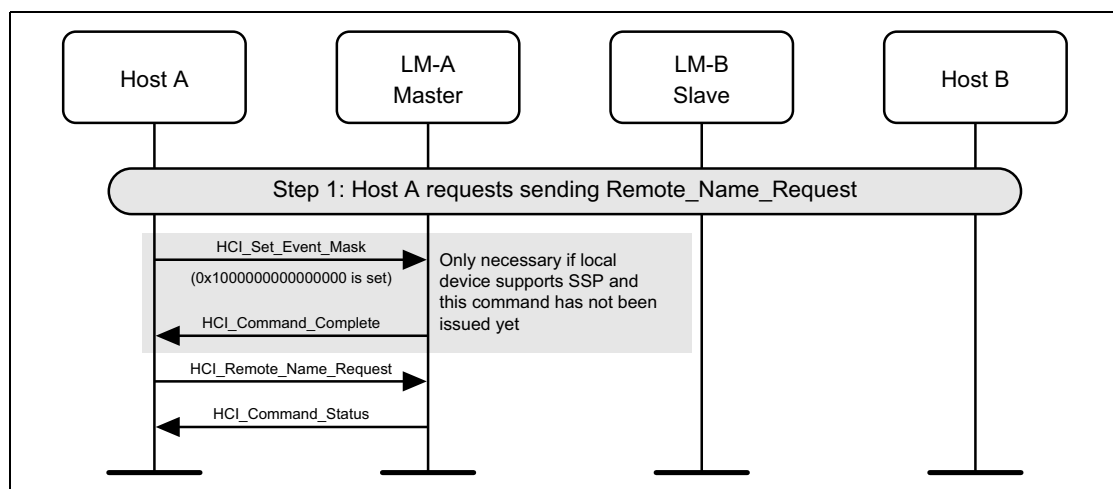 Host A
LM-A
Master
LM-B
Slave
Host B
Step 1: Host A requests sending Remote_Name_Request
HCI_Set_Event_Mask
(0x1000000000000000 is set)
Only necessary if local
device supports SSP and
this command has not been
issued yet
HCI_Command_Complete
HCI_Remote_Name_Request
HCI_Command_Status